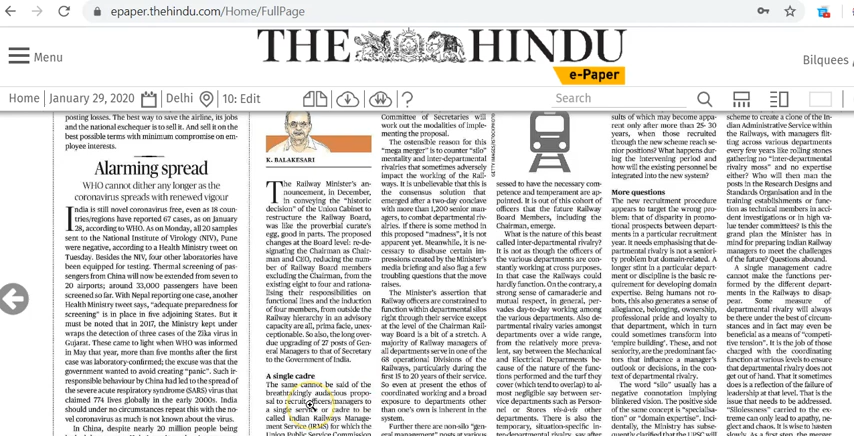 epaper.thehindu.com/Home/FullPage
Menu
THE HINDU
e-Paper
Bilquees
Home | January 29, 2020 Delhi 10: Edit
Search
posting losses. The best way to save the airline, its jobs
and the national exchequer is to sell it. And sell it on the
best possible terms with minimum compromise on em-
ployee interests.
Alarming spread
WHO cannot dither any longer as the
coronavirus spreads with renewed vigour
India is still novel coronavirus free, even as 18 coun-
tries/regions have reported 67 cases, as on January
28, according to WHO. As on Monday, all 20 samples
sent to the National Institute of Virology (NIV), Pune
were negative, according to a Health Ministry tweet on
Tuesday. Besides the NIV, four other laboratories have
been equipped for testing. Thermal screening of pas-
sengers from China will now be extended from seven to
20 airports; around 33,000 passengers have been
screened so far. With Nepal reporting one case, another
Health Ministry tweet says, "adequate preparedness for
screening" is in place in five adjoining States. But it
must be noted that in 2017, the Ministry kept under
wraps the detection of three cases of the Zika virus in
Gujarat. These came to light when WHO was informed
in May that year, more than five months after the first
case was laboratory-confirmed; the excuse was that the
government wanted to avoid creating "panic". Such ir-
responsible behaviour by China had led to the spread of
the severe acute respiratory syndrome (SARS) virus that
claimed 774 lives globally in the early 2000s. India
should under no circumstances repeat this with the no-
vel coronavirus as much is not known about the virus.
In China, despite nearly 20 million people being
K. BALAKESARI
The Railway Minister's an-
nouncement, in December,
in conveying the "historic
decision" of the Union Cabinet to
restructure the Railway Board,
was like the proverbial curate's
egg, good in parts. The proposed
changes at the Board level: re-de-
signating the Chairman as Chair-
man and CEO, reducing the num-
ber of Railway Board members
excluding the Chairman, from the
existing eight to four and rationa-
lising their responsibilities on
functional lines and the induction
of four members, from outside the
Railway hierarchy in an advisory
capacity are all, prima facie, unex-
ceptionable. So also, the long over-
due upgrading of 27 posts of Gen-
eral Managers to that of Secretary
to the Government of India.
A single cadre
The same cannot be said of the
breathtakingly audacious propo-
sal to recruit officers/managers to
a single service or cadre to be
called Indian Railways Manage-
ment Service (IRMS) for which the
Union Public Service Commission
Committee of Secretaries will
work out the modalities of imple-
menting the proposal.
The ostensible reason for this
"mega merger" is to counter "silo"
mentality and inter-departmental
rivalries that sometimes adversely
impact the working of the Rail-
ways. It is unbelievable that this is
the consensus solution that
emerged after a two-day conclave
with more than 1,200 senior mana-
gers, to combat departmental riv-
alries. If there is some method in
this proposed "madness", it is not
apparent yet. Meanwhile, it is ne-
cessary to disabuse certain im-
pressions created by the Minister's
media briefing and also flag a few
troubling questions that the move
raises.
The Minister's assertion that
Railway officers are constrained to
function within departmental silos
right through their service except
at the level of the Chairman Rail-
way Board is a bit of a stretch. A
majority of Railway Managers of
all departments serve in one of the
68 operational Divisions of the
Railways, particularly during the
first 15 to 20 years of their service.
So even at present the ethos of
coordinated working and a broad
exposure to departments other
than one's own is inherent in the
system.
Further there are non-silo "gen-
eral management" posts at various
sessed to have the necessary com-
petence and temperament are ap-
pointed. It is out of this cohort of
officers that the future Railway
Board Members, including the
Chairman, emerge.
What is the nature of this beast
called inter-departmental rivalry?
It is not as though the officers of
the various departments are con-
stantly working at cross purposes.
In that case the Railways could
hardly function. On the contrary, a
strong sense of camaraderie and
mutual respect, in general, per-
vades day-to-day working among
the various departments. Also de-
partmental rivalry varies amongst
departments over a wide range,
from the relatively more preva-
lent, say between the Mechanical
and Electrical Departments be-
cause of the nature of the func-
tions performed and the turf they
cover (which tend to overlap) to al-
most negligible say between ser-
vice departments such as Person-
nel or Stores vis-à-vis other
departments. There is also the
temporary, situation-specific in-
ter-departmental rivalry, say after
sults of which may become appa-
rent only after more than 25-30
years, when those recruited
through the new scheme reach se-
nior positions? What happens
during the intervening period and
how will the existing personnel be
integrated into the new system?
More questions
The new recruitment procedure
appears to target the wrong pro-
blem: that of disparity in promo-
tional prospects between depart-
ments in a particular recruitment
year. It needs emphasising that de-
partmental rivalry is not a seniori-
ty problem but domain-related. A
longer stint in a particular depart-
ment or discipline is the basic re-
quirement for developing domain
expertise. Being humans not ro-
bots, this also generates a sense of
allegiance, belonging, ownership,
professional pride and loyalty to
that department, which in turn
could sometimes transform into
'empire building'. These, and not
seniority, are the predominant fac-
tors that influence a manager's
outlook or decisions, in the con-
text of departmental rivalry.
The word "silo" usually has a
negative connotation implying
blinkered vision. The positive side
of the same concept is "specialisa-
tion" or "domain expertise". Inci-
dentally, the Ministry has subse-
quently clarified that the UPSC will
scheme to create a clone of the In-
dian Administrative Service within
the Railways, with managers flit-
ting across various departments
every few years like rolling stones
gathering no "inter-departmental
rivalry moss" and no expertise
either? Who will then man the
posts in the Research Designs and
Standards Organisation and in the
training establishments or func-
tion as technical members in acci-
dent investigations or in high va-
lue tender committees? Is this the
grand plan the Minister has in
mind for preparing Indian Railway
managers to meet the challenges
of the future? Questions abound.
A single management cadre
cannot make the functions per-
formed by the different depart-
ments in the Railways to disap-
pear. Some measure of
departmental rivalry will always
be there under the best of circum-
stances and in fact may even be
beneficial as a means of "competi-
tive tension". It is the job of those
charged with the coordinating
function at various levels to ensure
that departmental rivalry does not
get out of hand. That it sometimes
does is a reflection of the failure of
leadership at that level. That is the
issue that needs to be addressed.
"Siloessness" carried to the extre-
me can only lead to apathy, ne-
glect and chaos. It is wise to hasten